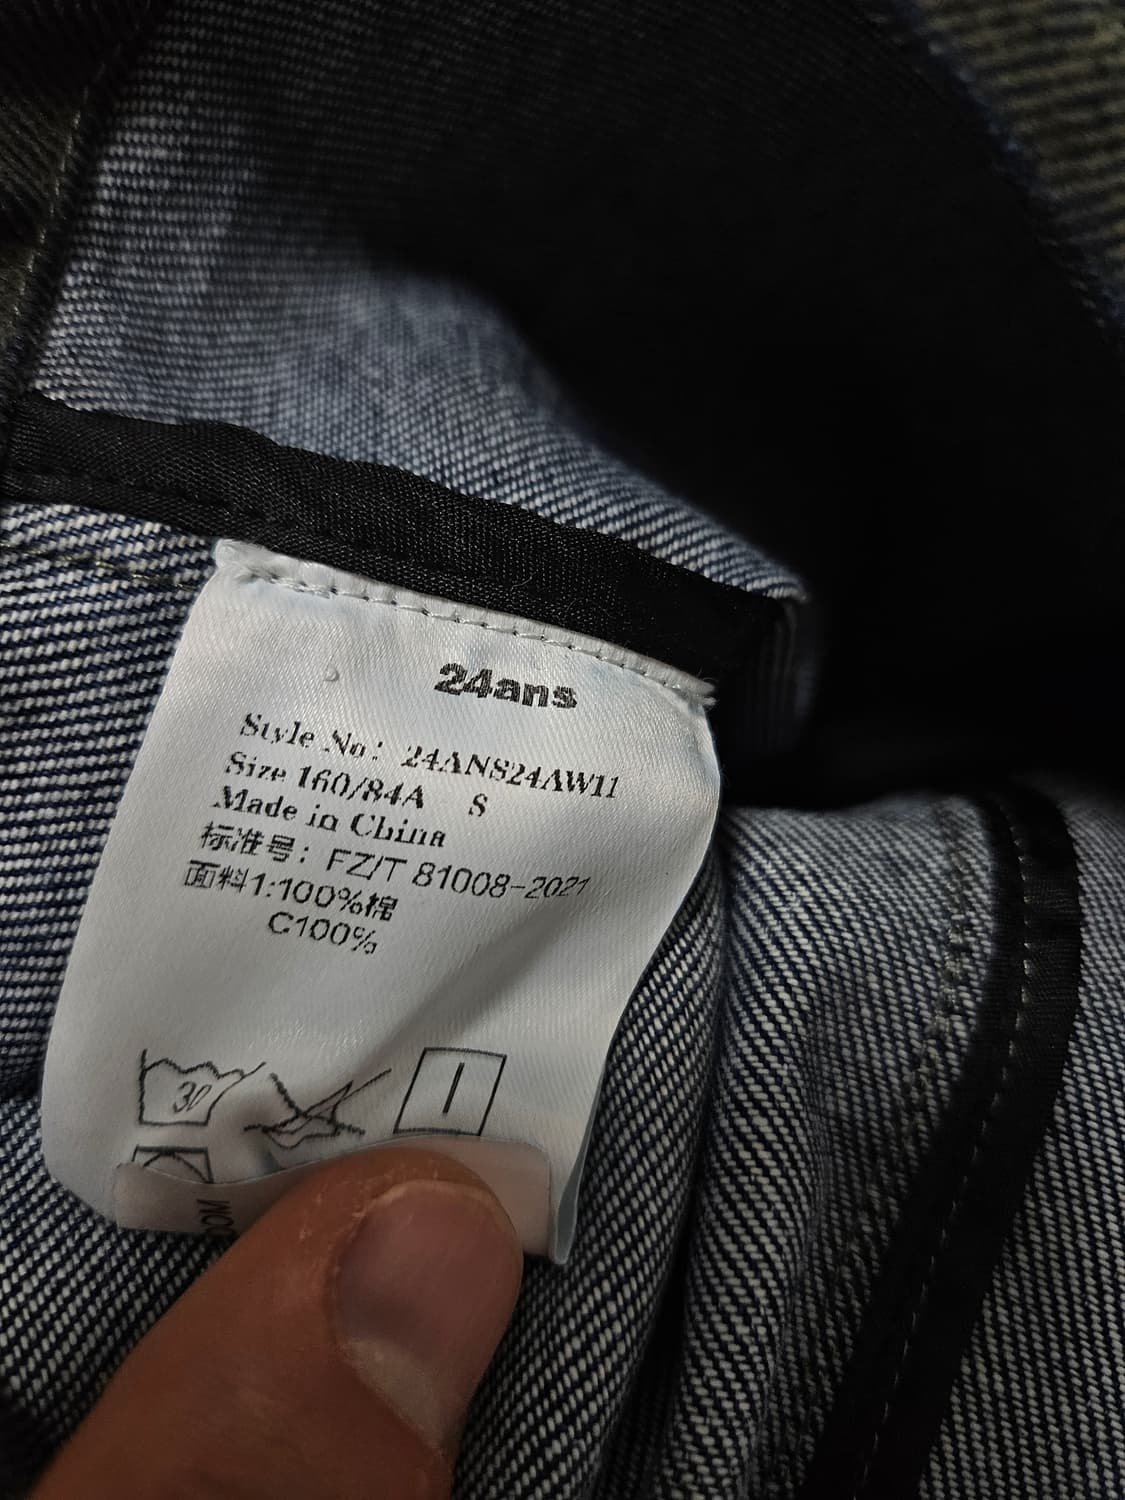 24ans
Style No: 24ANS24AW11
Size 160/84A S
Made in China
标准号: FZ/T 81008-2021
面料1:100%棉
C100%
30